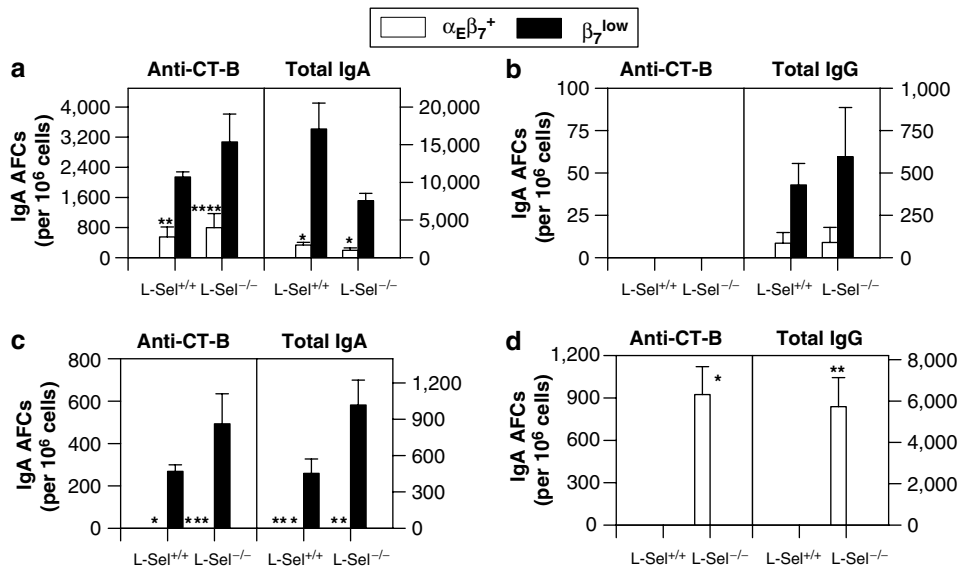 αEβ7+ β7low
a
Anti-CT-B Total IgA
IgA AFCs
(per 10⁶ cells)
4,000
3,200
2,400
1,600
800
0
20,000
15,000
10,000
5,000
0
** **** * *
L-Sel+/+ L-Sel−/− L-Sel+/+ L-Sel−/−
b
Anti-CT-B Total IgG
IgA AFCs
(per 10⁶ cells)
100
75
50
25
0
1,000
750
500
250
0
L-Sel+/+ L-Sel−/− L-Sel+/+ L-Sel−/−
c
Anti-CT-B Total IgA
IgA AFCs
(per 10⁶ cells)
800
600
400
200
0
1,200
900
600
300
0
* *** *** **
L-Sel+/+ L-Sel−/− L-Sel+/+ L-Sel−/−
d
Anti-CT-B Total IgG
IgA AFCs
(per 10⁶ cells)
1,200
900
600
300
0
8,000
6,000
4,000
2,000
0
* **
L-Sel+/+ L-Sel−/− L-Sel+/+ L-Sel−/−